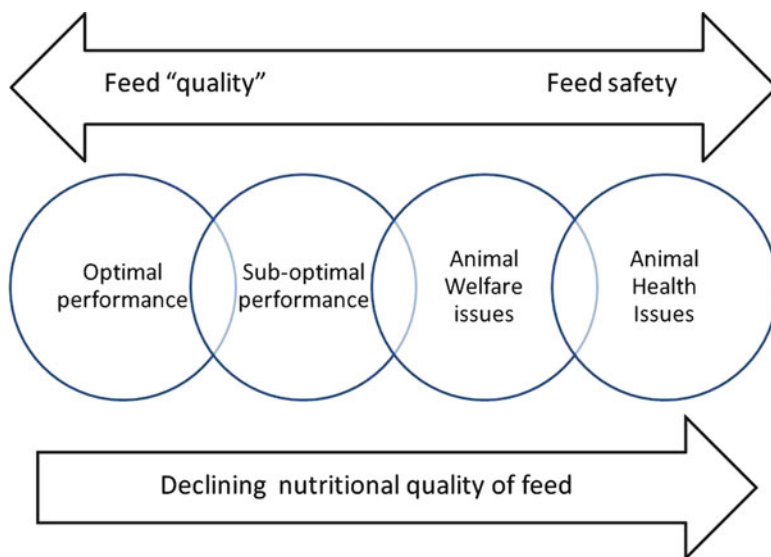 Feed “quality”
Feed safety
Optimal
performance
Sub-optimal
performance
Animal
Welfare
issues
Animal
Health
Issues
Declining nutritional quality of feed